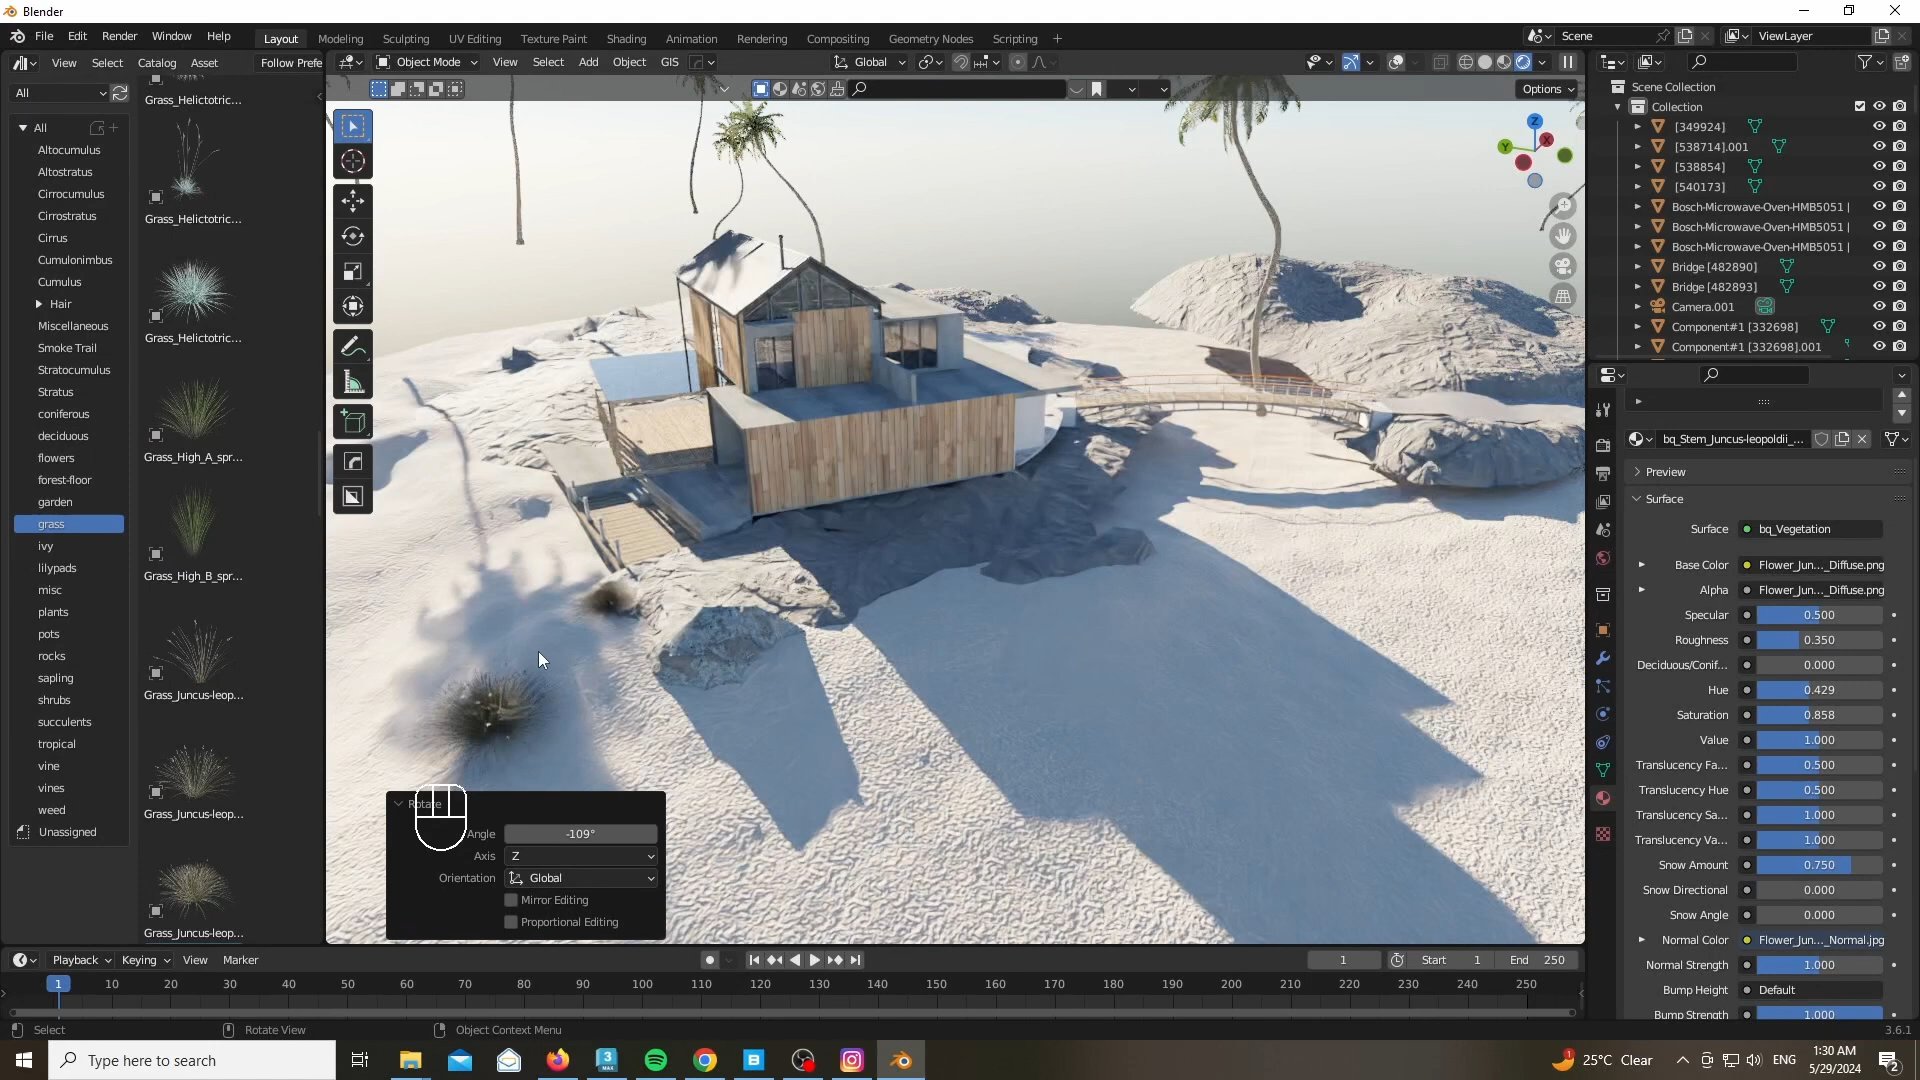 Blender
File Edit Render Window Help
Layout Modeling Sculpting UV Editing Texture Paint Shading Animation Rendering Compositing Geometry Nodes Scripting +
Scene
ViewLayer
View Select Catalog Asset Follow Prefe
Object Mode View Select Add Object GIS
Global
Options
All
All
Altocumulus
Altostratus
Cirrocumulus
Cirrostratus
Cirrus
Cumulonimbus
Cumulus
Hair
Miscellaneous
Smoke Trail
Stratocumulus
Stratus
coniferous
deciduous
flowers
forest-floor
garden
grass
ivy
lilypads
misc
plants
pots
rocks
sapling
shrubs
succulents
tropical
vine
vines
weed
Unassigned
Grass_Helictotric...
Grass_Helictotric...
Grass_Helictotric...
Grass_High_A_spr...
Grass_High_B_spr...
Grass_Juncus-leop...
Grass_Juncus-leop...
Grass_Juncus-leop...
Z
X
Y
Rotate
Angle -109°
Axis Z
Orientation Global
Mirror Editing
Proportional Editing
Scene Collection
Collection
[349924]
[538714].001
[538854]
[540173]
Bosch-Microwave-Oven-HMB5051 |
Bosch-Microwave-Oven-HMB5051 |
Bosch-Microwave-Oven-HMB5051 |
Bridge [482890]
Bridge [482893]
Camera.001
Component#1 [332698]
Component#1 [332698].001
bq_Stem_Juncus-leopoldii_...
Preview
Surface
Surface bq_Vegetation
Base Color Flower_Jun..._Diffuse.png
Alpha Flower_Jun..._Diffuse.png
Specular 0.500
Roughness 0.350
Deciduous/Conif... 0.000
Hue 0.429
Saturation 0.858
Value 1.000
Translucency Fa... 0.500
Translucency Hue 0.500
Translucency Sa... 1.000
Translucency Va... 1.000
Snow Amount 0.750
Snow Directional 0.000
Snow Angle 0.000
Normal Color Flower_Jun..._Normal.jpg
Normal Strength 1.000
Bump Height Default
Bump Strength 1.000
Playback Keying View Marker
1 Start 1 End 250
1 10 20 30 40 50 60 70 80 90 100 110 120 130 140 150 160 170 180 190 200 210 220 230 240 250
Select Rotate View Object Context Menu 3.6.1
Type here to search
3
MAX
B
25°C Clear
ENG
1:30 AM
5/29/2024
2